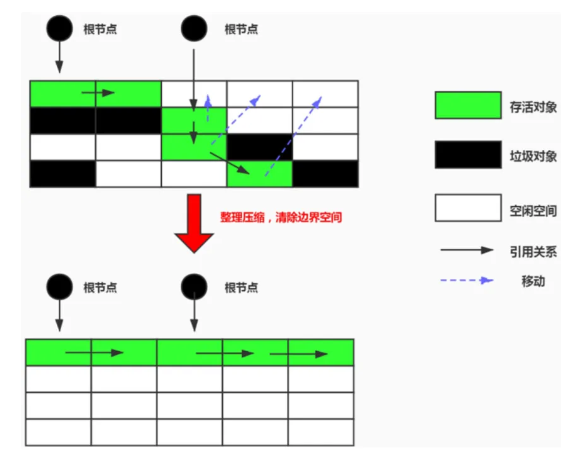 根节点
根节点
存活对象
垃圾对象
空闲空间
整理压缩，清除边界空间
引用关系
移动
根节点
根节点